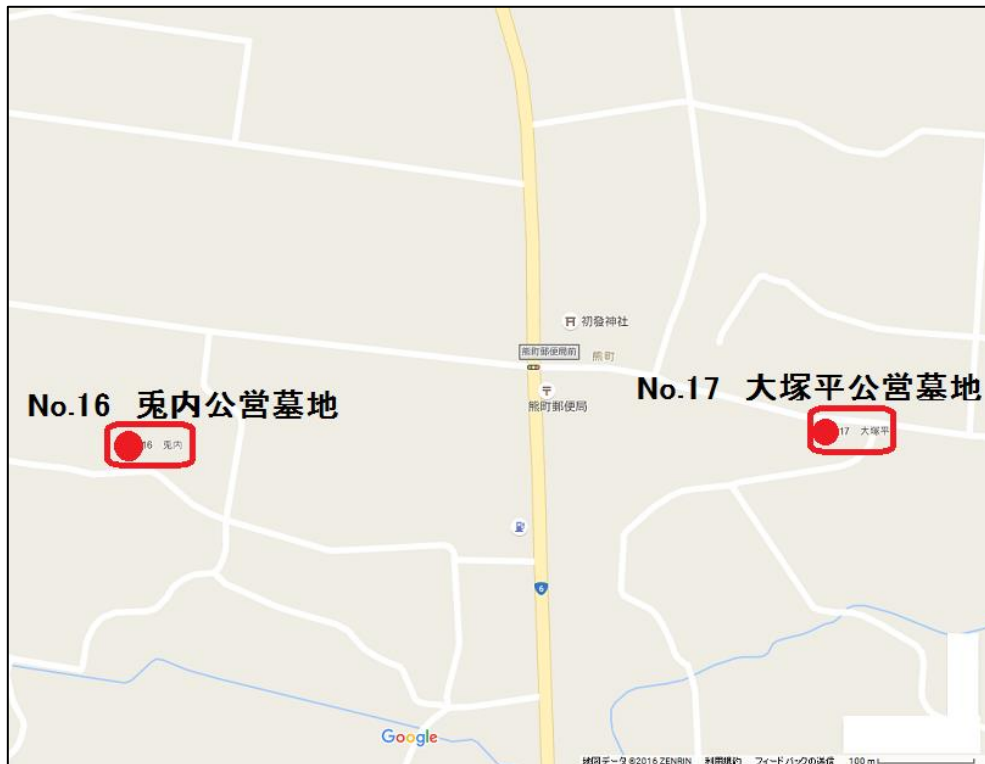 初發神社
熊町郵便局前
熊町
熊町郵便局
No.16 兎内公営墓地
16 兎内
No.17 大塚平公営墓地
17 大塚平
6
Google
地図データ ©2016 ZENRIN 利用規約 フィードバックの送信 100 m